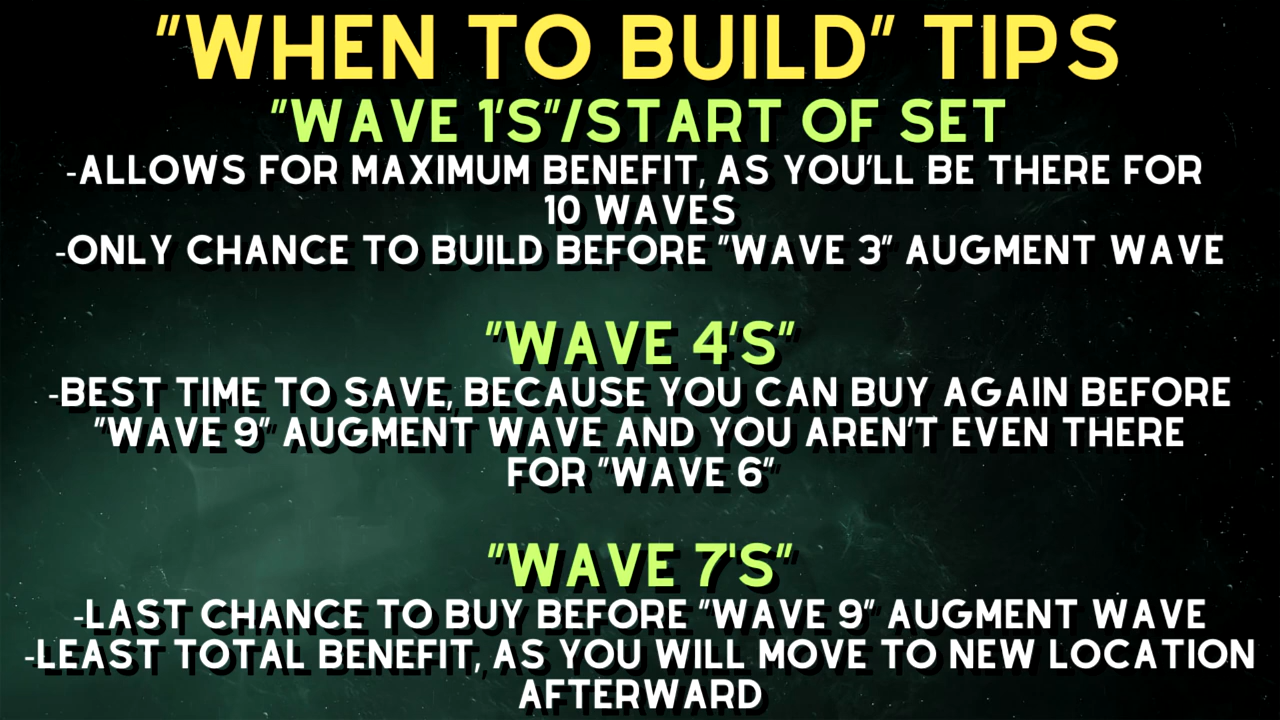 "WHEN TO BUILD" TIPS
"WAVE 1'S"/START OF SET
-ALLOWS FOR MAXIMUM BENEFIT, AS YOU'LL BE THERE FOR
10 WAVES
-ONLY CHANCE TO BUILD BEFORE "WAVE 3" AUGMENT WAVE
"WAVE 4'S"
-BEST TIME TO SAVE, BECAUSE YOU CAN BUY AGAIN BEFORE
"WAVE 9" AUGMENT WAVE AND YOU AREN'T EVEN THERE
FOR "WAVE 6"
"WAVE 7'S"
-LAST CHANCE TO BUY BEFORE "WAVE 9" AUGMENT WAVE
-LEAST TOTAL BENEFIT, AS YOU WILL MOVE TO NEW LOCATION
AFTERWARD